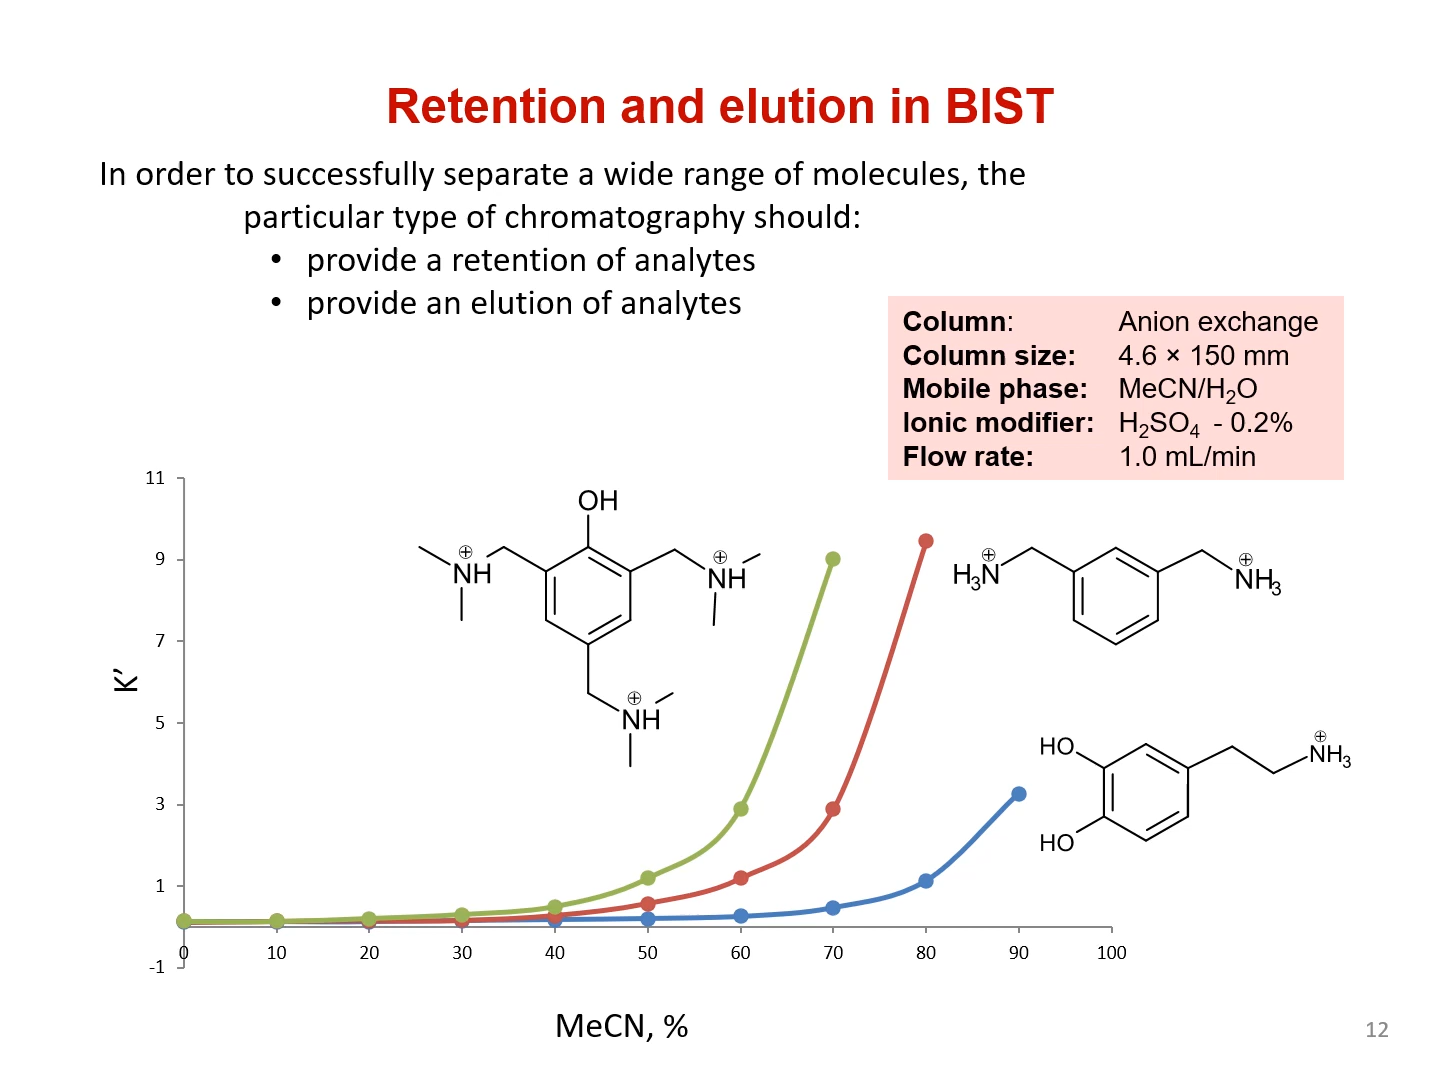 Retention and elution in BIST
In order to successfully separate a wide range of molecules, the
particular type of chromatography should:
• provide a retention of analytes
• provide an elution of analytes
Column: Anion exchange
Column size: 4.6 × 150 mm
Mobile phase: MeCN/H₂O
Ionic modifier: H₂SO₄ - 0.2%
Flow rate: 1.0 mL/min
11
9
7
5
3
1
-1
K’
0 10 20 30 40 50 60 70 80 90 100
MeCN, %
OH
⊕
NH
⊕
NH
⊕
NH
⊕
H₃N
⊕
NH₃
HO
HO
⊕
NH₃
12